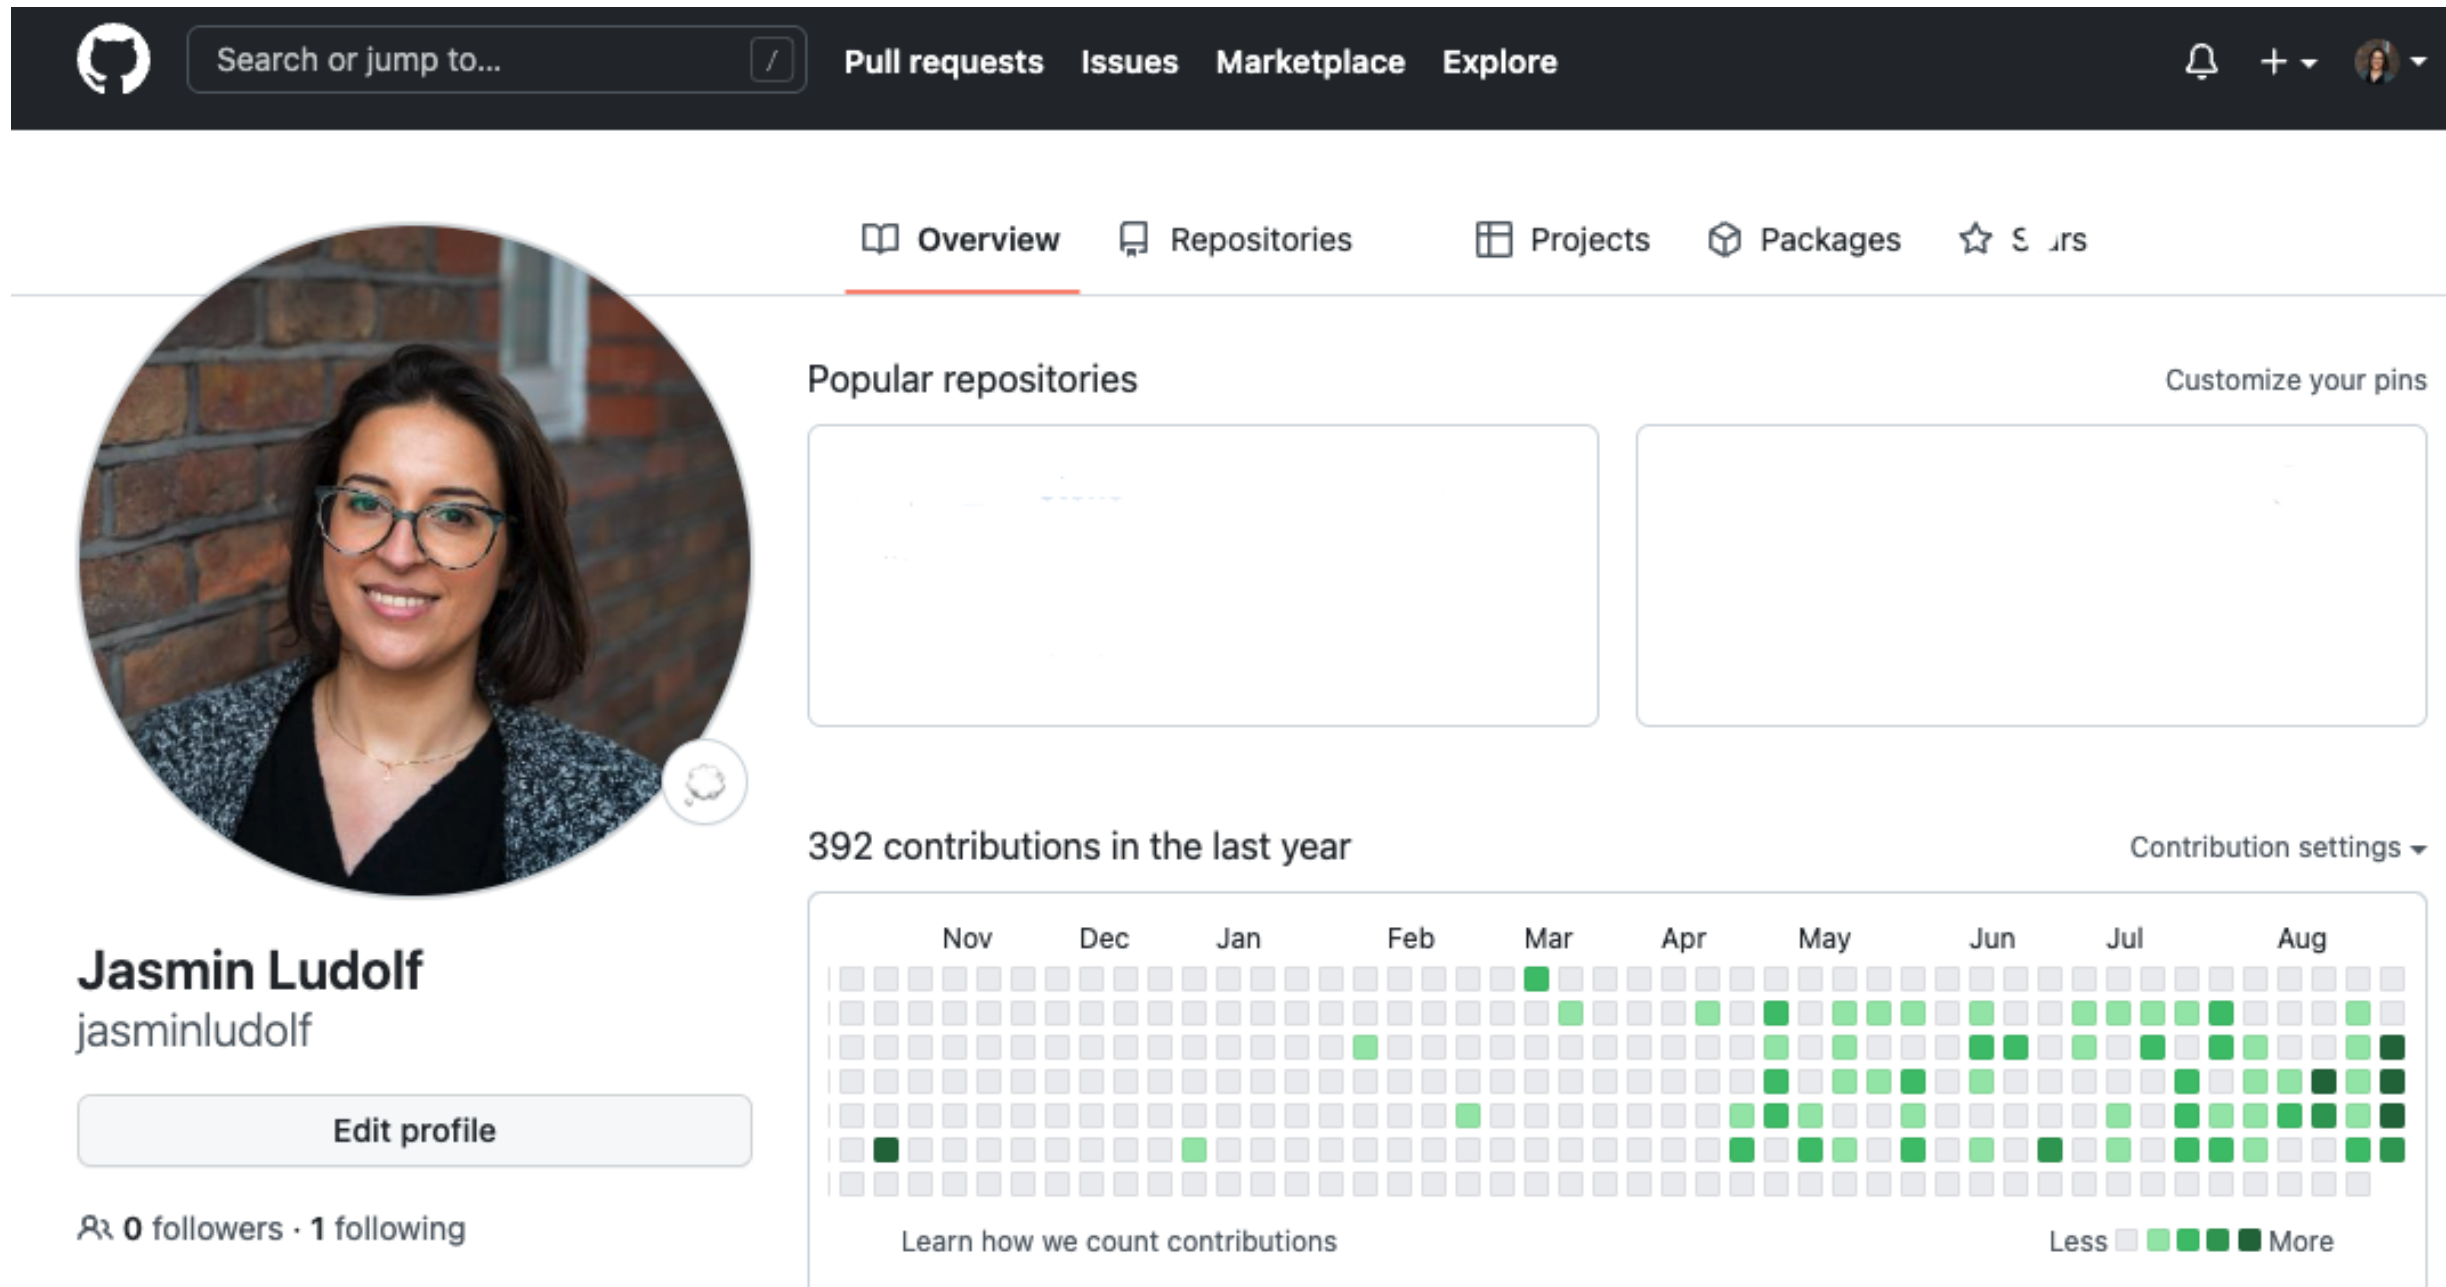 Search or jump to... /
Pull requests Issues Marketplace Explore
Overview Repositories Projects Packages
Popular repositories
Customize your pins
392 contributions in the last year
Contribution settings
Nov Dec Jan Feb Mar Apr May Jun Jul Aug
Learn how we count contributions
Less More
Jasmin Ludolf
jasminludolf
Edit profile
0 followers · 1 following